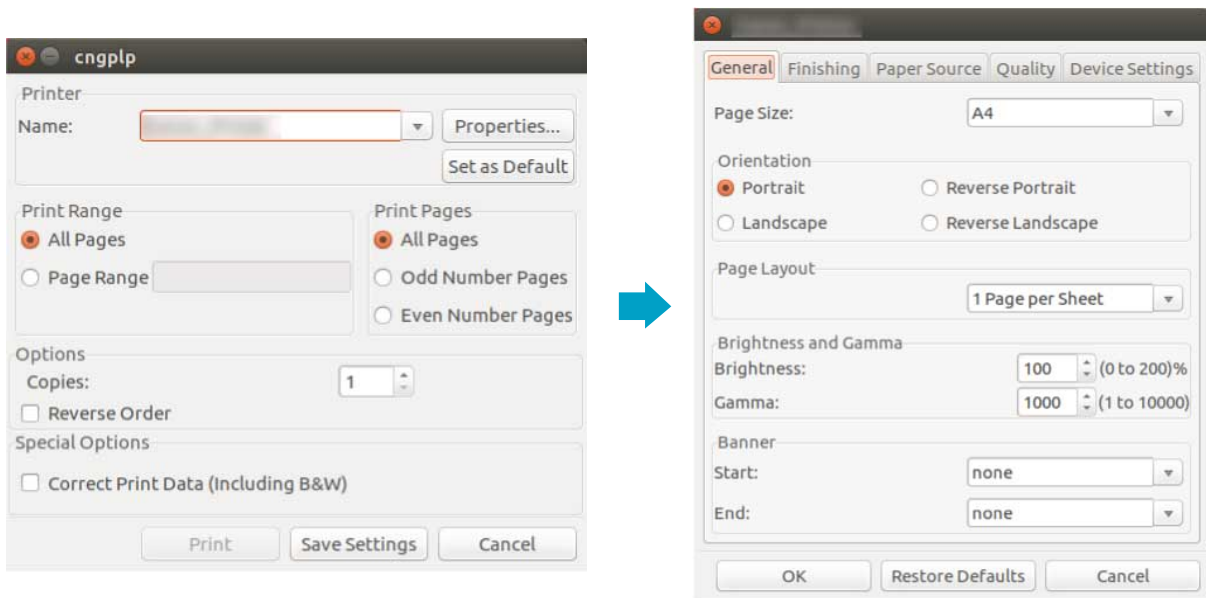 cngplp
Printer
Name:
Properties...
Set as Default
Print Range
All Pages
Page Range
Print Pages
All Pages
Odd Number Pages
Even Number Pages
Options
Copies: 1
Reverse Order
Special Options
Correct Print Data (Including B&W)
Print Save Settings Cancel
General Finishing Paper Source Quality Device Settings
Page Size: A4
Orientation
Portrait Reverse Portrait
Landscape Reverse Landscape
Page Layout
1 Page per Sheet
Brightness and Gamma
Brightness: 100 (0 to 200)%
Gamma: 1000 (1 to 10000)
Banner
Start: none
End: none
OK Restore Defaults Cancel